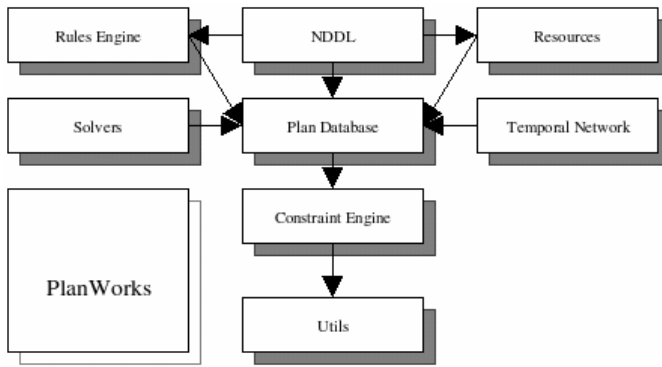 Rules Engine
NDDL
Resources
Solvers
Plan Database
Temporal Network
PlanWorks
Constraint Engine
Utils